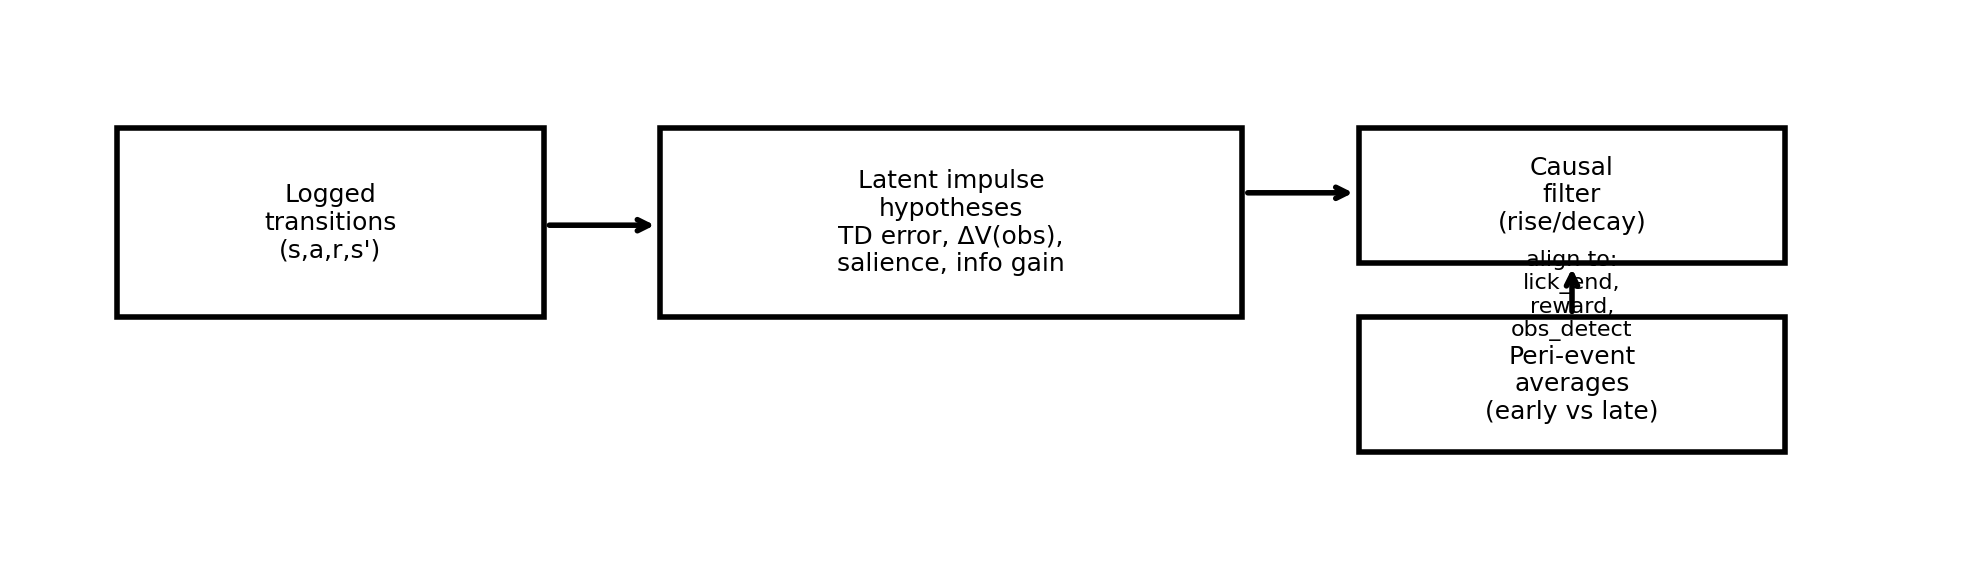 Logged
transitions
(s,a,r,s')
Latent impulse
hypotheses
TD error, ΔV(obs),
salience, info gain
Causal
filter
(rise/decay)
align to:
lick_end,
reward,
obs_detect
Peri-event
averages
(early vs late)